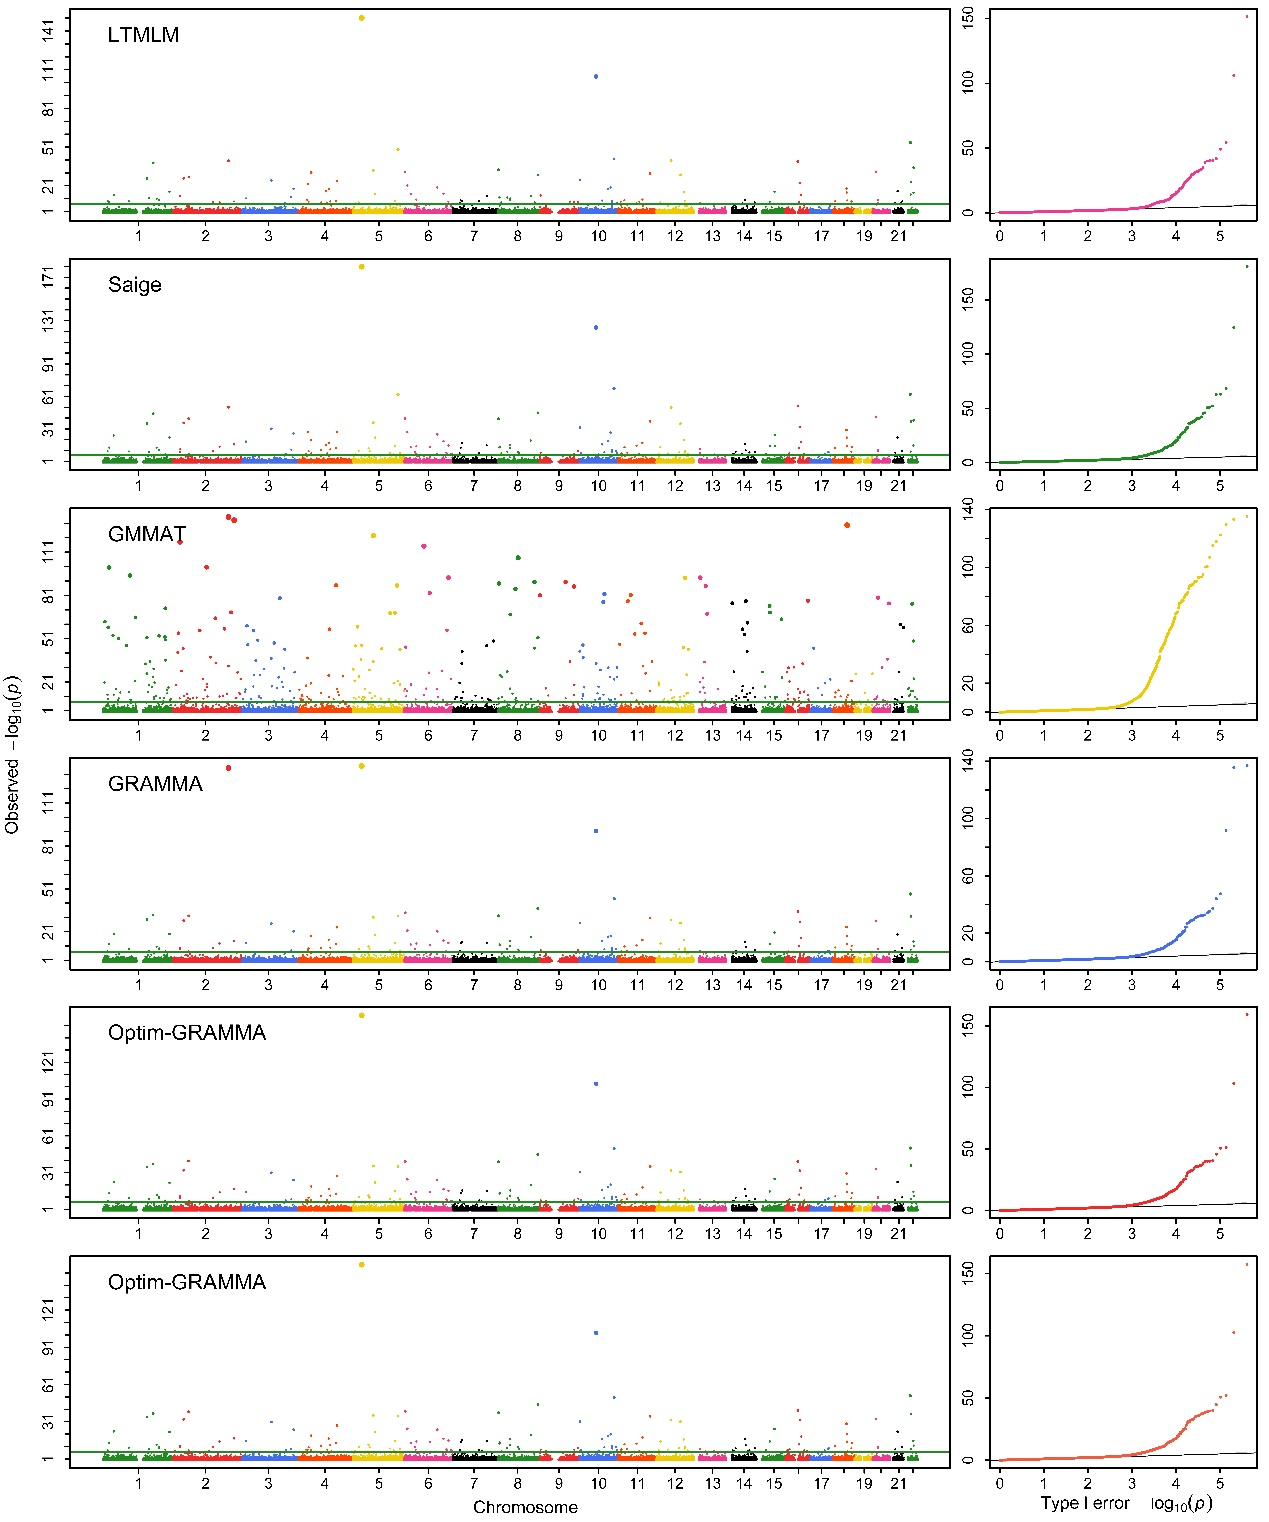 LTMLM
1 21 51 81 111 141
1 2 3 4 5 6 7 8 9 10 11 12 13 14 15 17 19 21
0 50 100 150
0 1 2 3 4 5
Saige
1 31 61 91 131 171
1 2 3 4 5 6 7 8 9 10 11 12 13 14 15 17 19 21
0 50 100 150
0 1 2 3 4 5
GMMAT
1 21 51 81 111
1 2 3 4 5 6 7 8 9 10 11 12 13 14 15 17 19 21
0 20 60 100 140
0 1 2 3 4 5
Observed −log10(p)
GRAMMA
1 21 51 81 111
1 2 3 4 5 6 7 8 9 10 11 12 13 14 15 17 19 21
0 20 60 100 140
0 1 2 3 4 5
Optim-GRAMMA
1 31 61 91 121
1 2 3 4 5 6 7 8 9 10 11 12 13 14 15 17 19 21
0 50 100 150
0 1 2 3 4 5
Optim-GRAMMA
1 31 61 91 121
1 2 3 4 5 6 7 8 9 10 11 12 13 14 15 17 19 21
0 50 100 150
0 1 2 3 4 5
Chromosome
Type I error log10(p)